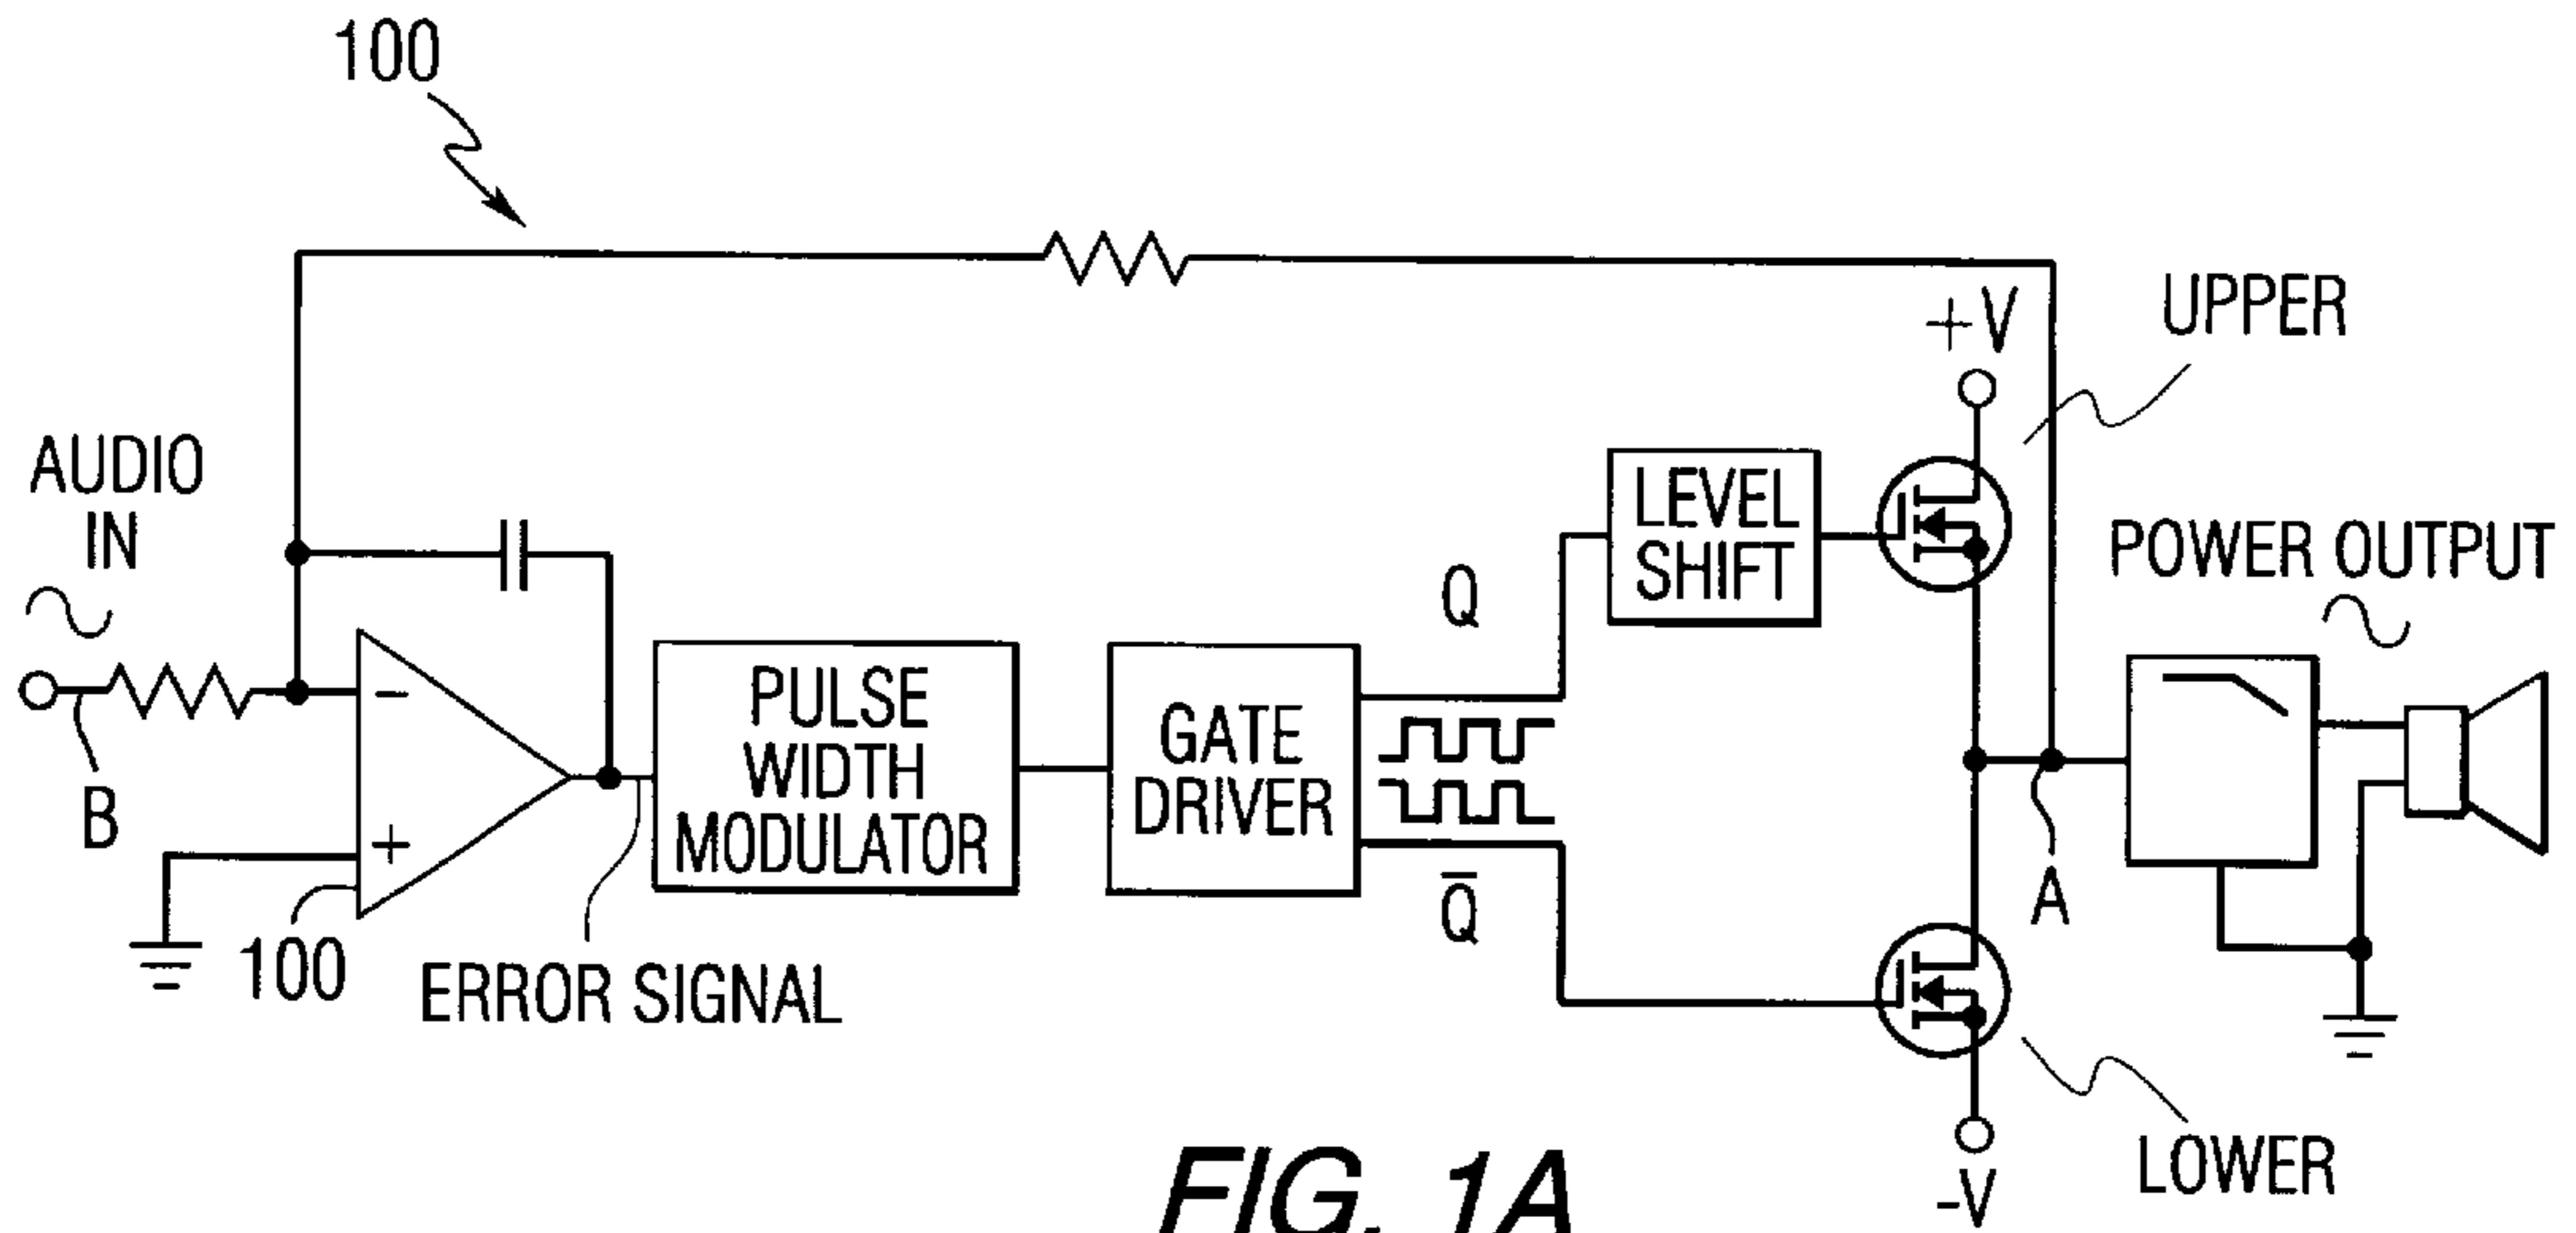 100
+V
UPPER
AUDIO
IN
LEVEL
SHIFT
POWER OUTPUT
Q
B
−
+
100
PULSE
WIDTH
MODULATOR
GATE
DRIVER
Q̅
A
ERROR SIGNAL
LOWER
-V
FIG. 1A